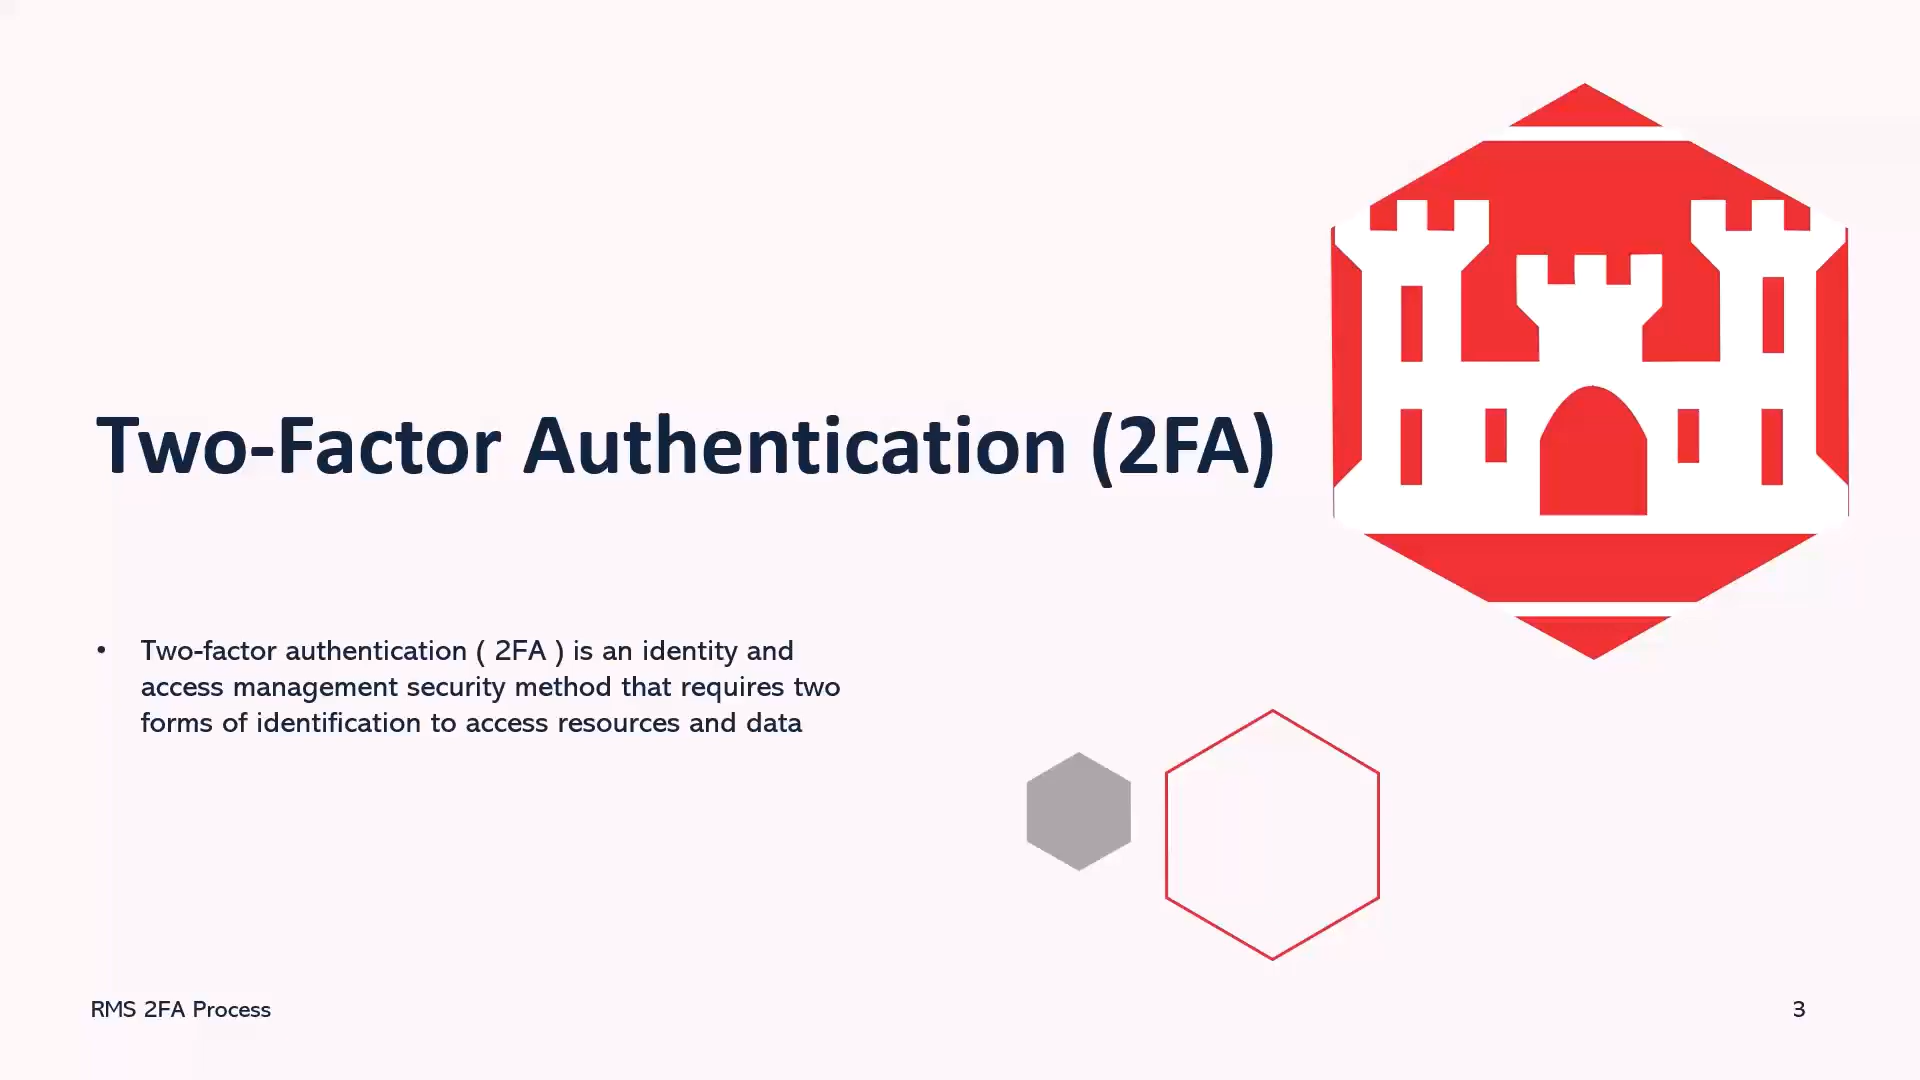 Two-Factor Authentication (2FA)
• Two-factor authentication ( 2FA ) is an identity and
access management security method that requires two
forms of identification to access resources and data
RMS 2FA Process
3